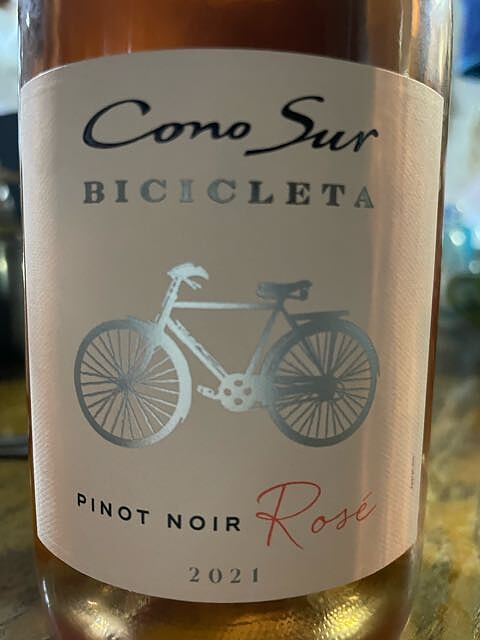 Cono Sur
BICICLETA
PINOT NOIR Rosé
2021